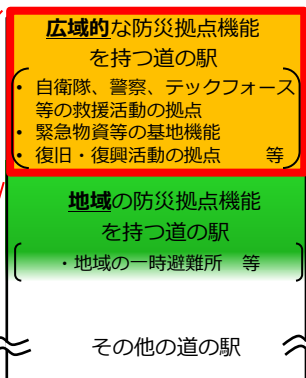 広域的な防災拠点機能
を持つ道の駅
• 自衛隊、警察、テックフォース
等の救援活動の拠点
• 緊急物資等の基地機能
• 復旧・復興活動の拠点　等
地域の防災拠点機能
を持つ道の駅
・地域の一時避難所　等
その他の道の駅